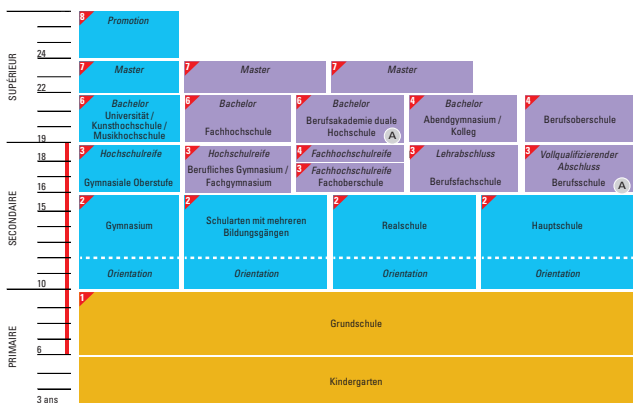 SUPÉRIEUR
SECONDAIRE
PRIMAIRE
24
22
19
18
16
15
10
6
3 ans
8
Promotion
7
Master
7
Master
7
Master
6
Bachelor
Universität /
Kunsthochschule /
Musikhochschule
6
Bachelor
Fachhochschule
6
Bachelor
Berufsakademie duale
Hochschule A
4
Bachelor
Abendgymnasium /
Kolleg
4
Berufsoberschule
3
Hochschulreife
Gymnasiale Oberstufe
3
Hochschulreife
Berufliches Gymnasium /
Fachgymnasium
4
Fachhochschulreife
3
Fachhochschulreife
Fachoberschule
3
Lehrabschluss
Berufsfachschule
3
Vollqualifizierender
Abschluss
Berufsschule A
2
Gymnasium
Orientation
2
Schularten mit mehreren
Bildungsgängen
Orientation
2
Realschule
Orientation
2
Hauptschule
Orientation
1
Grundschule
Kindergarten